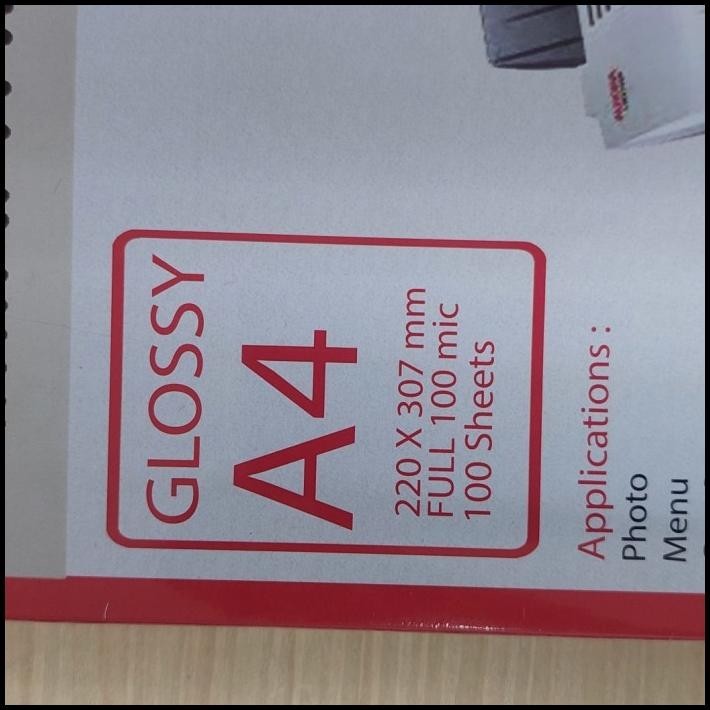 GLOSSY
A4
220 X 307 mm
FULL 100 mic
100 Sheets
Applications :
Photo
Menu